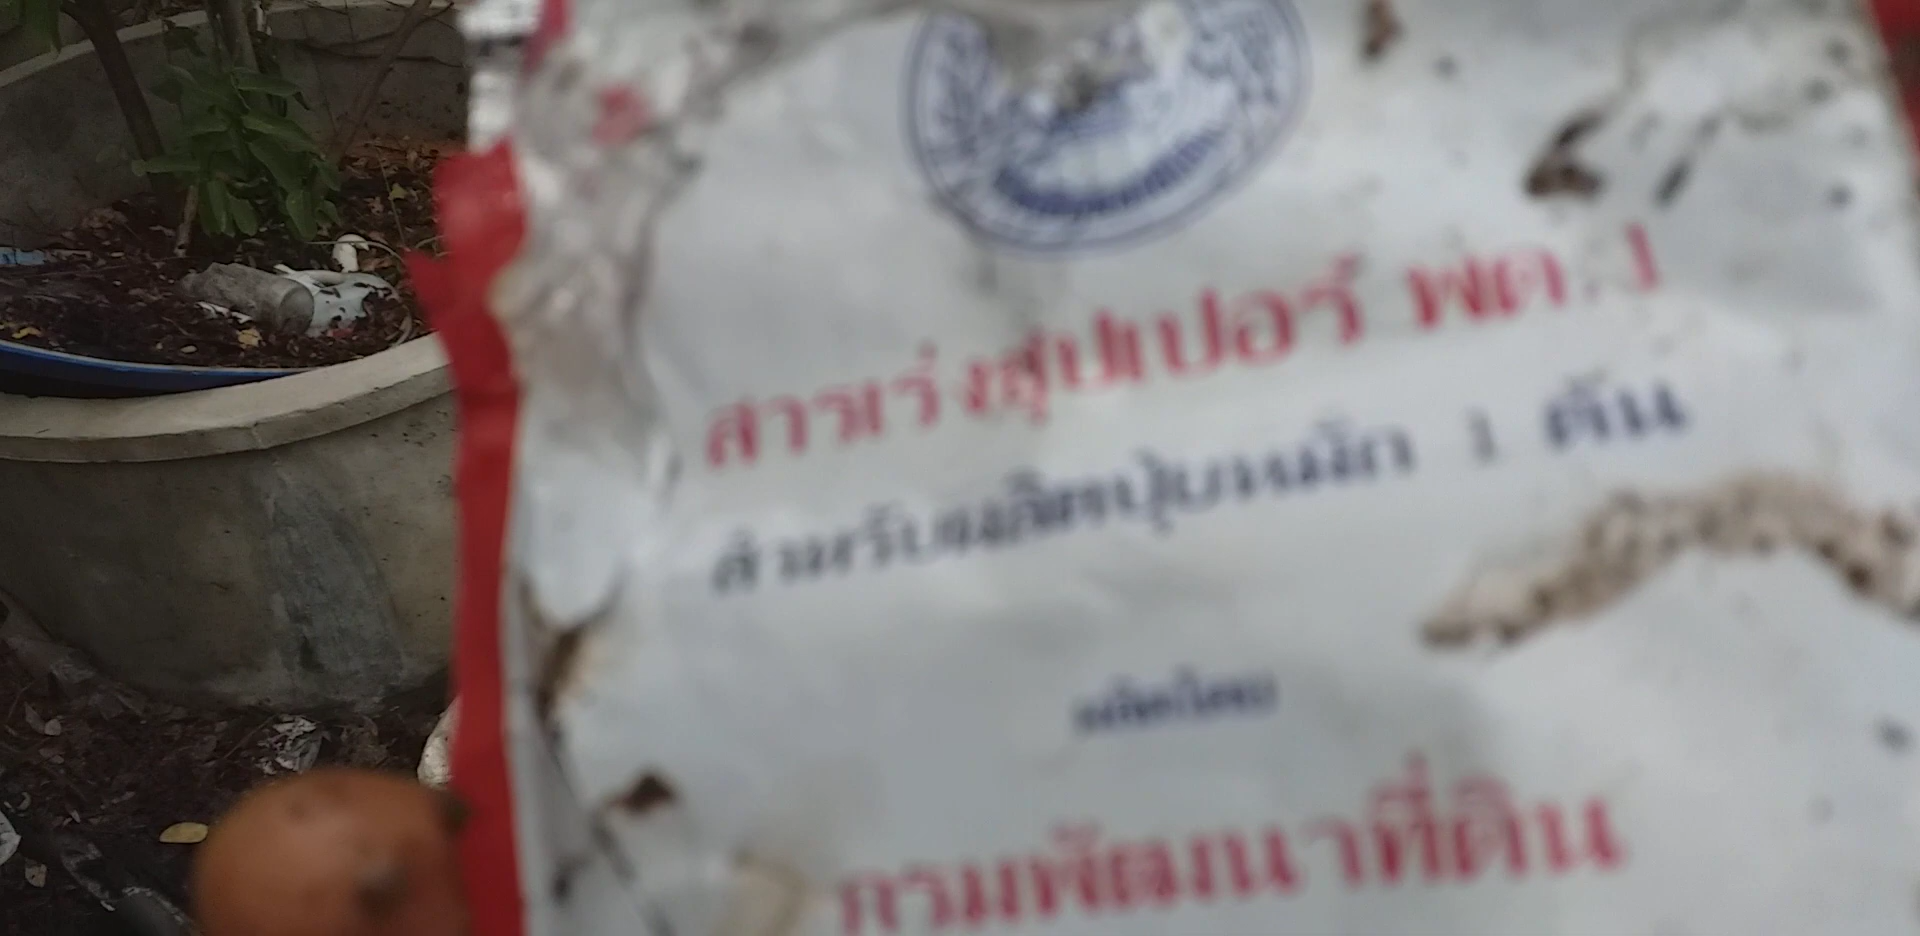 สารเร่งซุปเปอร์ พด.1
สำหรับผลิตปุ๋ยหมัก 1 ตัน
ผลิตโดย
กรมพัฒนาที่ดิน